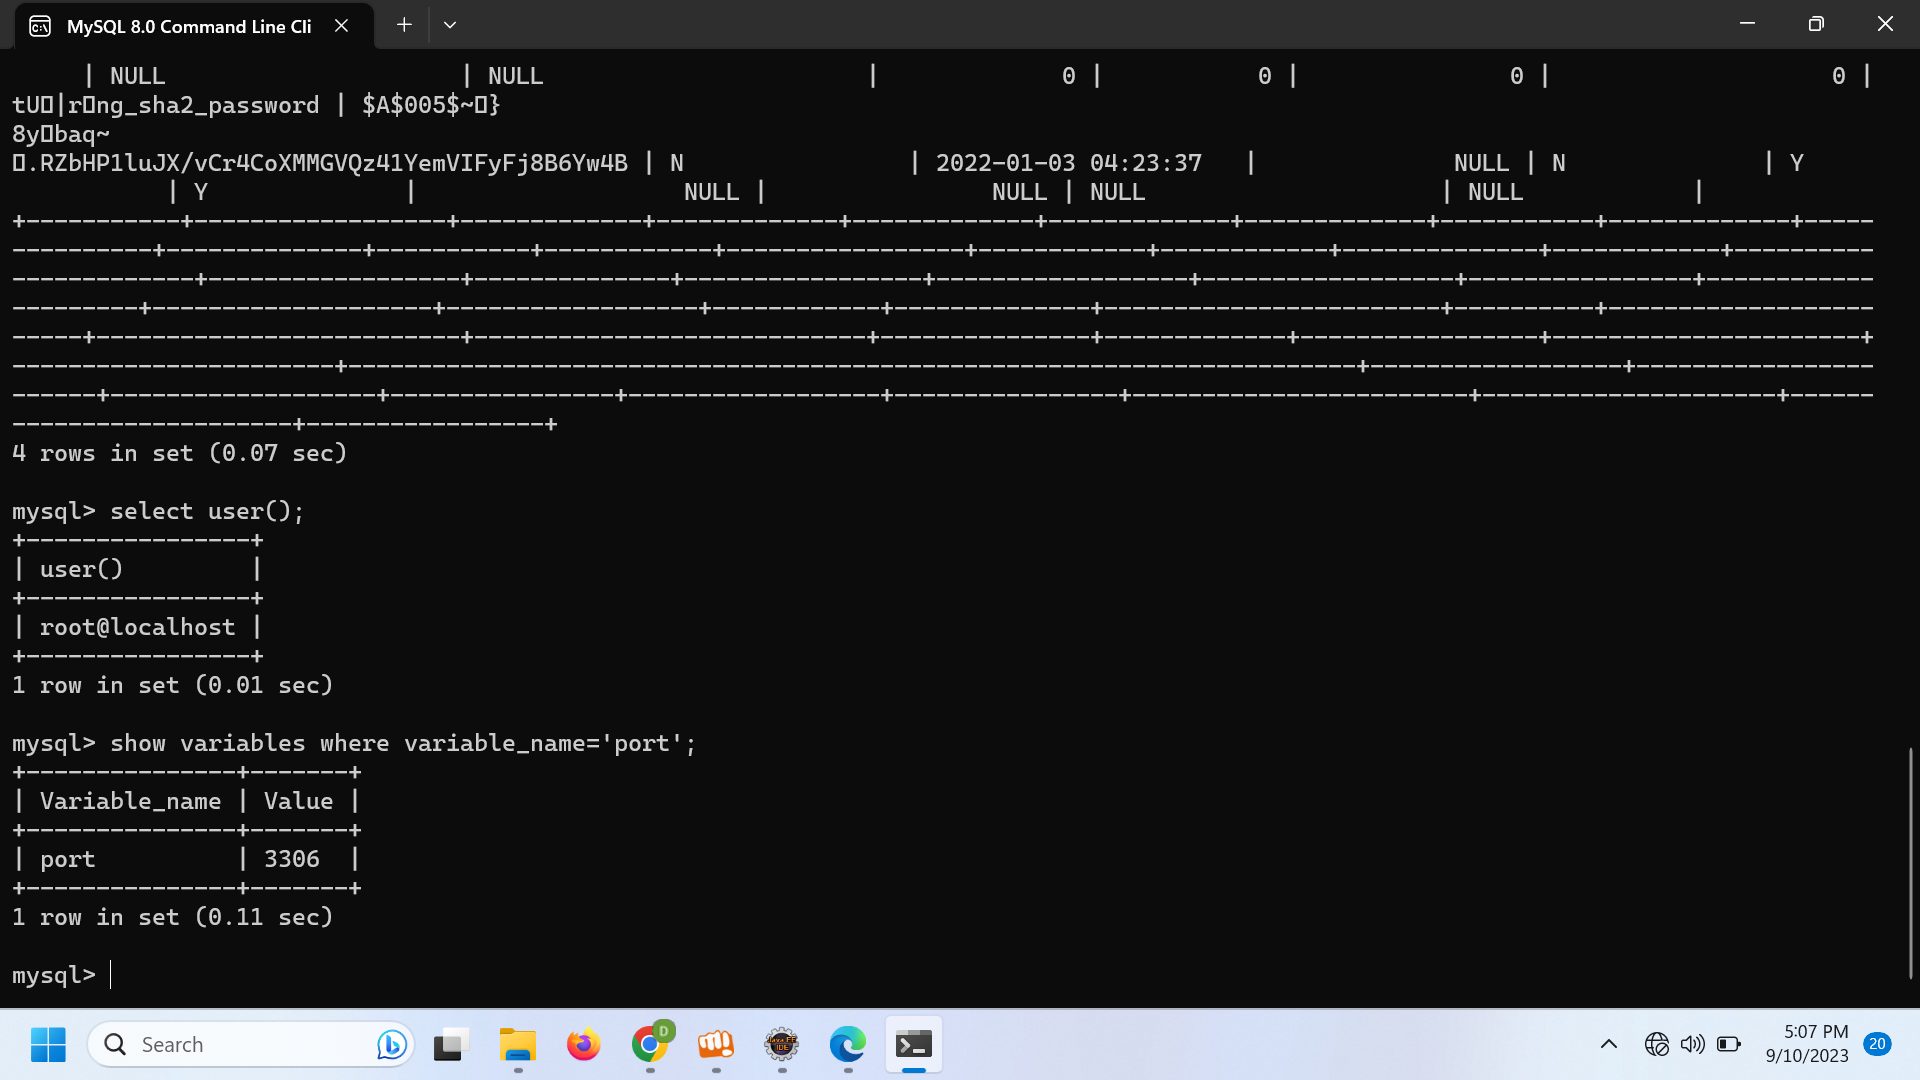 MySQL 8.0 Command Line Cli
| NULL | NULL | 0 | 0 | 0 | 0 |
tU▯|r▯ng_sha2_password | $A$005$~▯}
8y▯baq~
▯.RZbHP1luJX/vCr4CoXMMGVQz41YemVIFyFj8B6Yw4B | N | 2022-01-03 04:23:37 | NULL | N | Y
| Y | NULL | NULL | NULL | NULL |
4 rows in set (0.07 sec)
mysql> select user();
+----------------+
| user() |
+----------------+
| root@localhost |
+----------------+
1 row in set (0.01 sec)
mysql> show variables where variable_name='port';
+---------------+-------+
| Variable_name | Value |
+---------------+-------+
| port | 3306 |
+---------------+-------+
1 row in set (0.11 sec)
mysql>
Search
D
Java FF
IDE
5:07 PM
9/10/2023
20